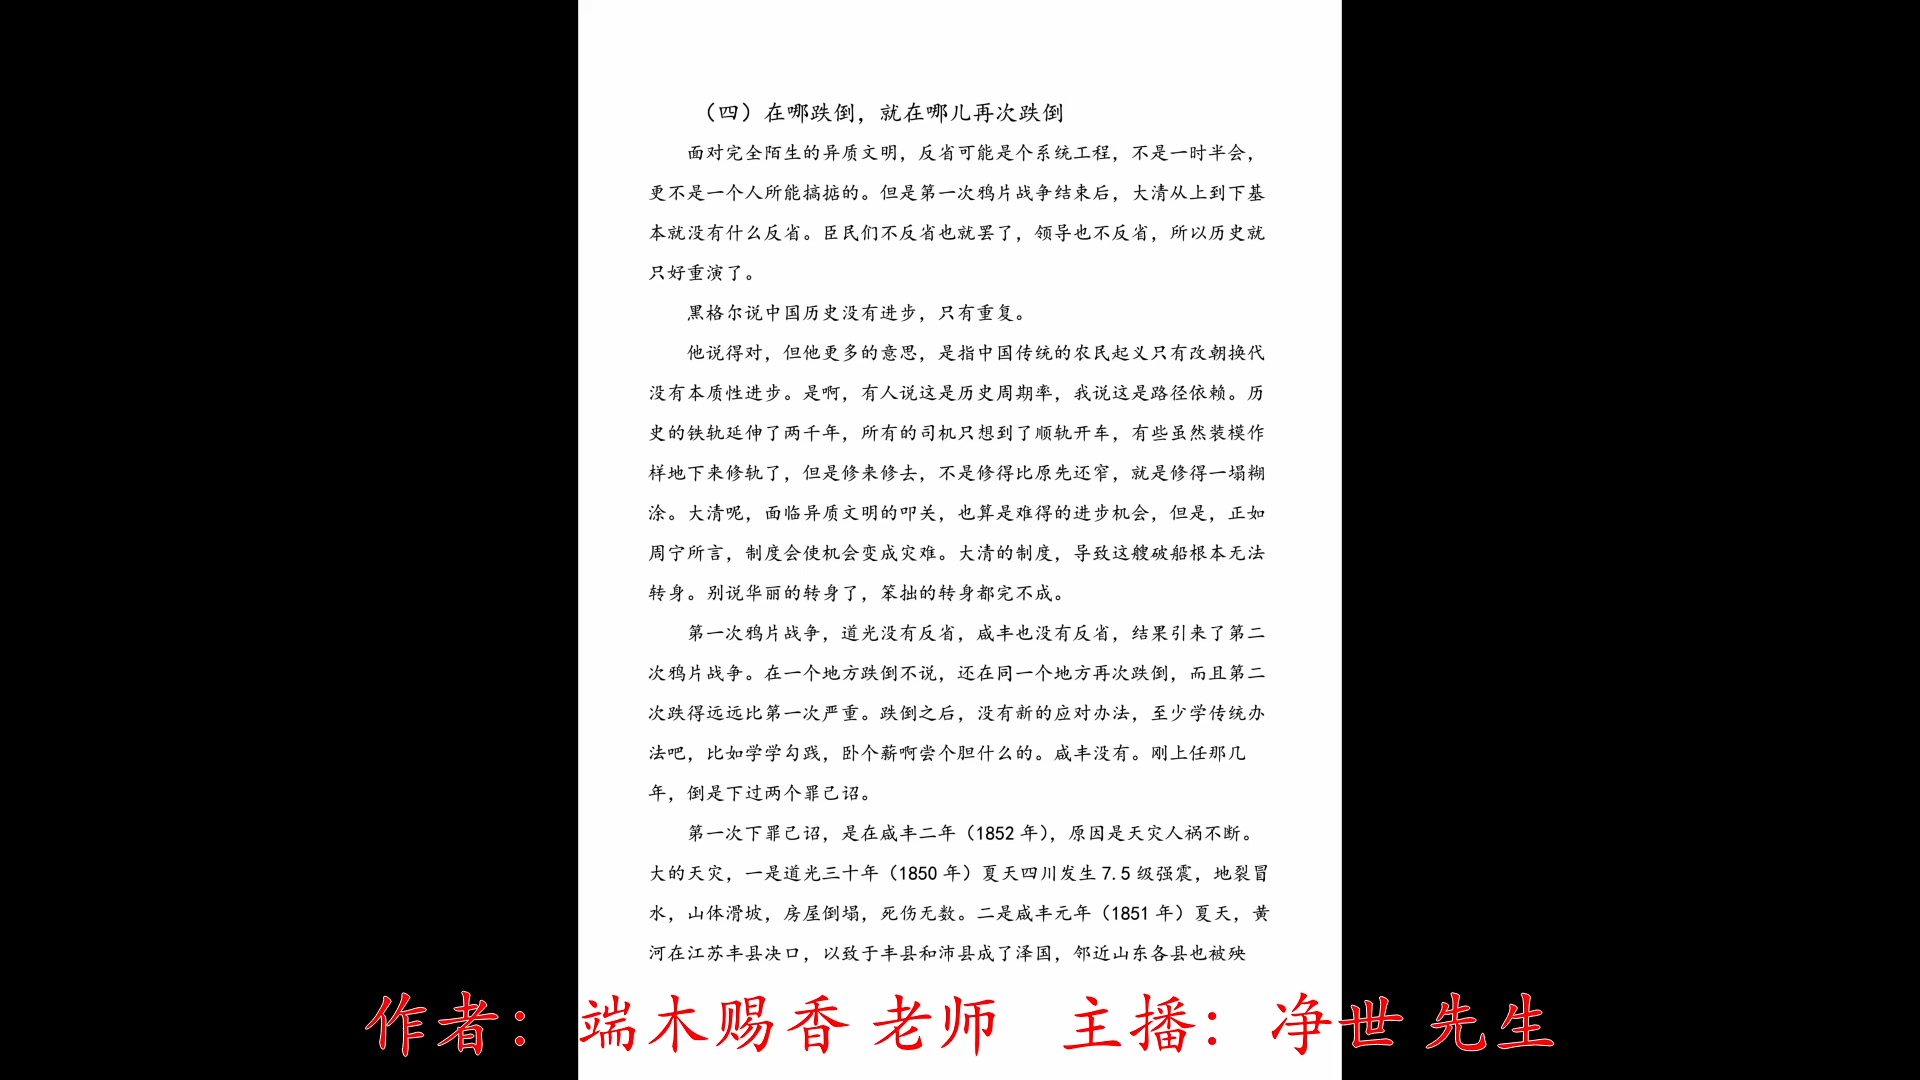 （四）在哪跌倒，就在哪儿再次跌倒
面对完全陌生的异质文明，反省可能是个系统工程，不是一时半会，
更不是一个人所能搞掂的。但是第一次鸦片战争结束后，大清从上到下基
本就没有什么反省。臣民们不反省也就罢了，领导也不反省，所以历史就
只好重演了。
黑格尔说中国历史没有进步，只有重复。
他说得对，但他更多的意思，是指中国传统的农民起义只有改朝换代
没有本质性进步。是啊，有人说这是历史周期率，我说这是路径依赖。历
史的铁轨延伸了两千年，所有的司机只想到了顺轨开车，有些虽然装模作
样地下来修轨了，但是修来修去，不是修得比原先还窄，就是修得一塌糊
涂。大清呢，面临异质文明的叩关，也算是难得的进步机会，但是，正如
周宁所言，制度会使机会变成灾难。大清的制度，导致这艘破船根本无法
转身。别说华丽的转身了，笨拙的转身都完不成。
第一次鸦片战争，道光没有反省，咸丰也没有反省，结果引来了第二
次鸦片战争。在一个地方跌倒不说，还在同一个地方再次跌倒，而且第二
次跌得远远比第一次严重。跌倒之后，没有新的应对办法，至少学传统办
法吧，比如学学勾践，卧个薪啊尝个胆什么的。咸丰没有。刚上任那几
年，倒是下过两个罪己诏。
第一次下罪己诏，是在咸丰二年（1852 年），原因是天灾人祸不断。
大的天灾，一是道光三十年（1850 年）夏天四川发生 7.5 级强震，地裂冒
水，山体滑坡，房屋倒塌，死伤无数。二是咸丰元年（1851 年）夏天，黄
河在江苏丰县决口，以致于丰县和沛县成了泽国，邻近山东各县也被殃
作者：端木赐香老师 主播：净世先生